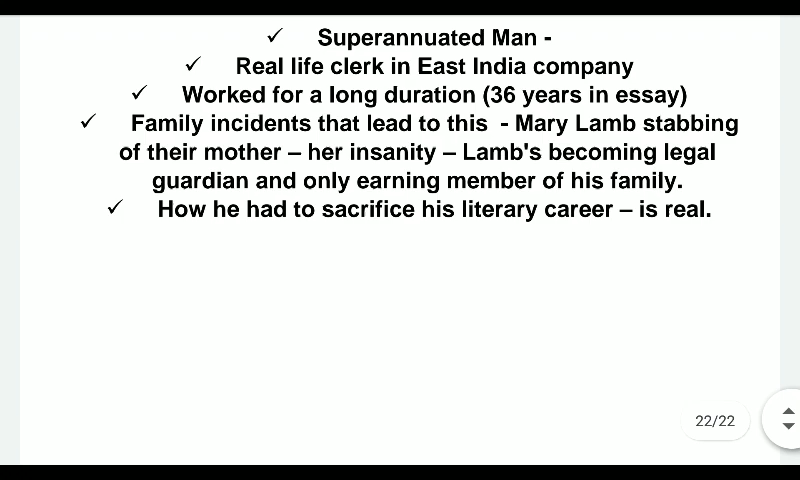 ✓ Superannuated Man -
✓ Real life clerk in East India company
✓ Worked for a long duration (36 years in essay)
✓ Family incidents that lead to this - Mary Lamb stabbing
of their mother – her insanity – Lamb's becoming legal
guardian and only earning member of his family.
✓ How he had to sacrifice his literary career – is real.
22/22